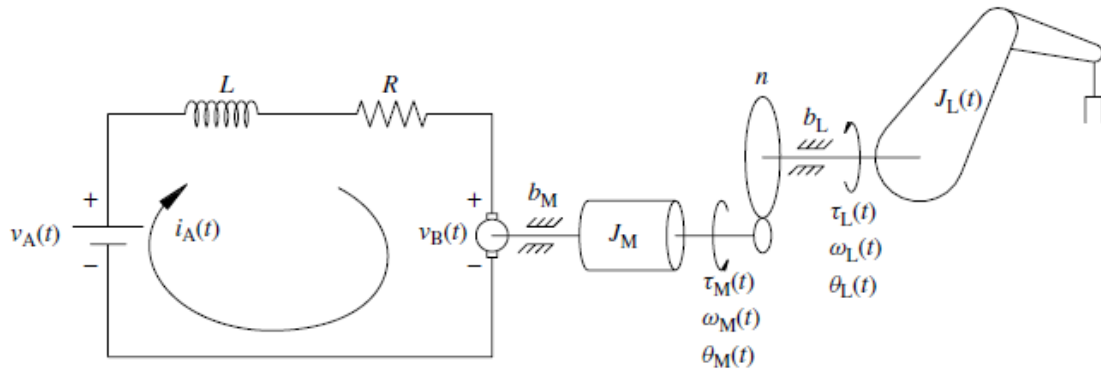 L
R
n
J_L(t)
b_L
+
+
b_M
v_A(t)
i_A(t)
v_B(t)
J_M
τ_L(t)
−
−
ω_L(t)
τ_M(t)
θ_L(t)
ω_M(t)
θ_M(t)